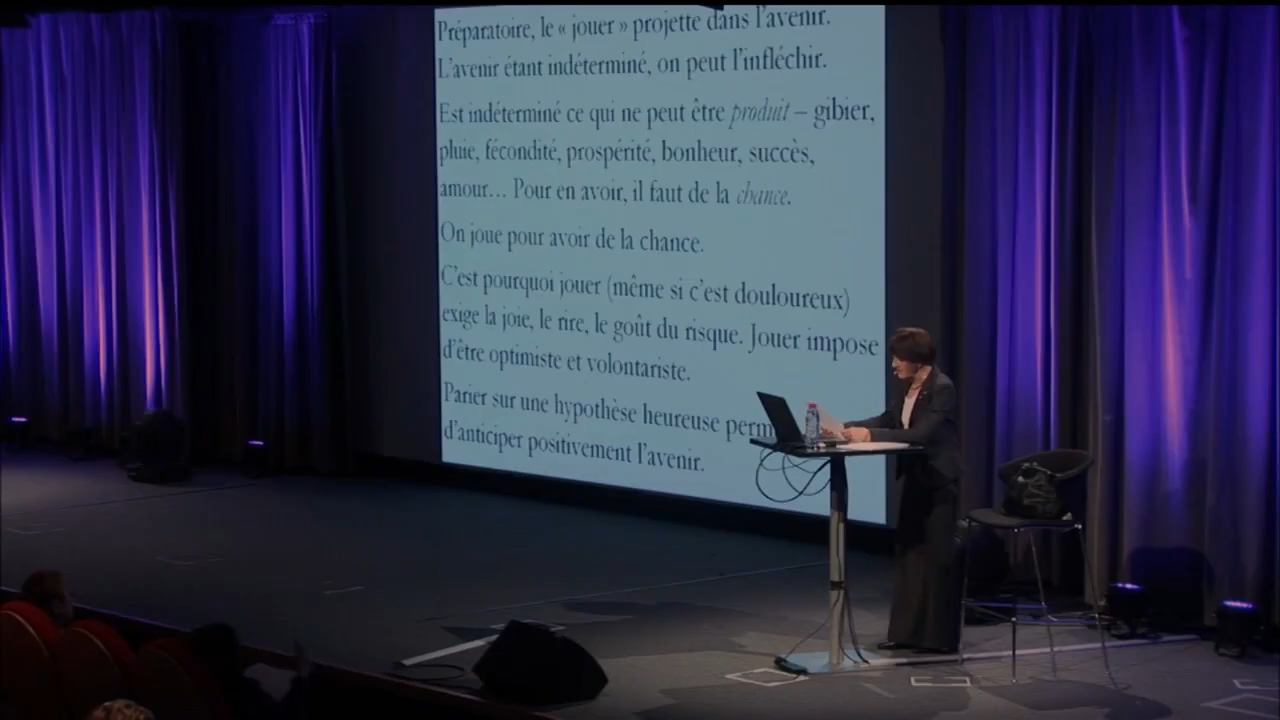 Préparatoire, le « jouer » projette dans l’avenir.
L’avenir étant indéterminé, on peut l’infléchir.
Est indéterminé ce qui ne peut être produit – gibier,
pluie, fécondité, prospérité, bonheur, succès,
amour… Pour en avoir, il faut de la chance.
On joue pour avoir de la chance.
C’est pourquoi jouer (même si c’est douloureux)
exige la joie, le rire, le goût du risque. Jouer impose
d’être optimiste et volontariste.
Parier sur une hypothèse heureuse perm
d’anticiper positivement l’avenir.